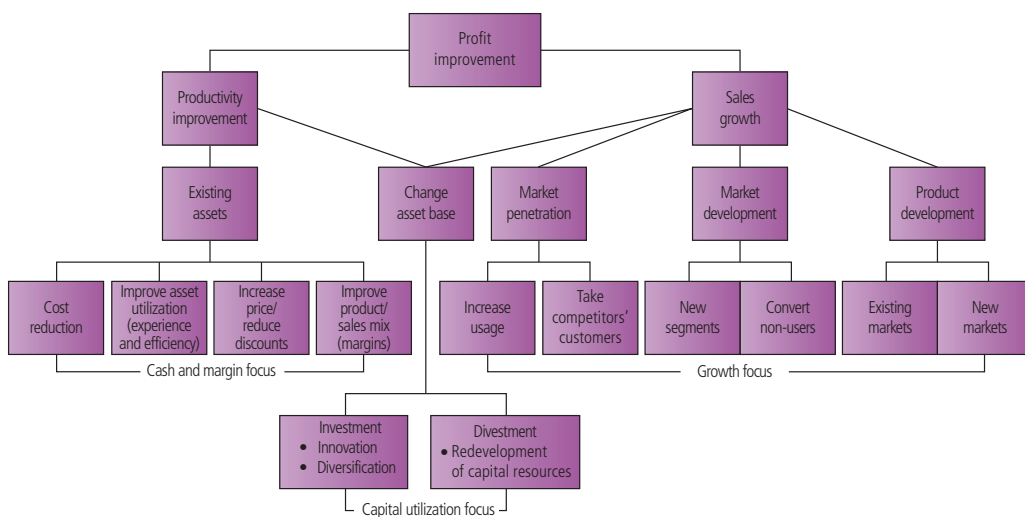 Profit
improvement
Productivity
improvement
Sales
growth
Existing
assets
Change
asset base
Market
penetration
Market
development
Product
development
Cost
reduction
Improve asset
utilization
(experience
and efficiency)
Increase
price/
reduce
discounts
Improve
product/
sales mix
(margins)
Increase
usage
Take
competitors'
customers
New
segments
Convert
non-users
Existing
markets
New
markets
Cash and margin focus
Growth focus
Investment
• Innovation
• Diversification
Divestment
• Redevelopment
of capital resources
Capital utilization focus